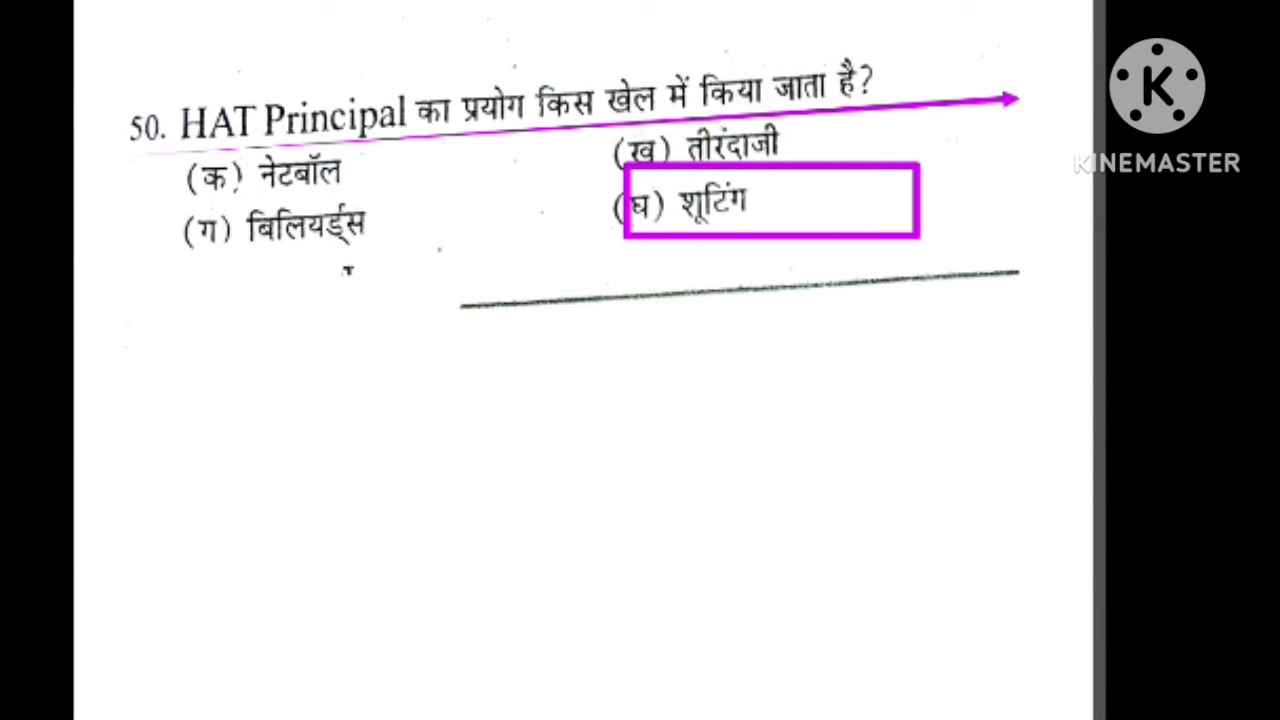 50. HAT Principal का प्रयोग किस खेल में किया जाता है?
(क) नेटबॉल
(ख) तीरंदाजी
(ग) बिलियर्ड्स
(घ) शूटिंग
KINEMASTER